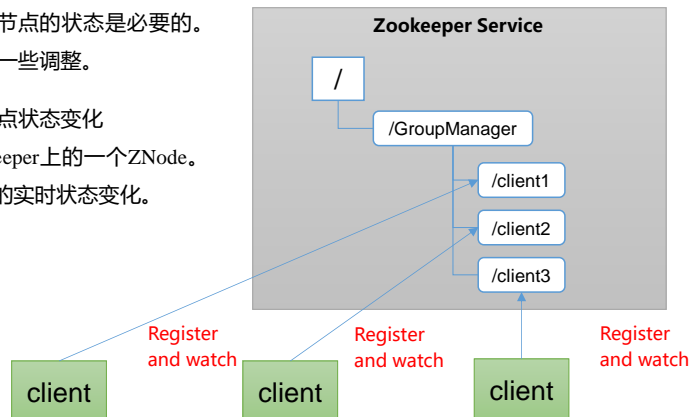 节点的状态是必要的。
一些调整。
点状态变化
eeper上的一个ZNode。
的实时状态变化。
Zookeeper Service
/
/GroupManager
/client1
/client2
/client3
Register
and watch
Register
and watch
Register
and watch
client
client
client